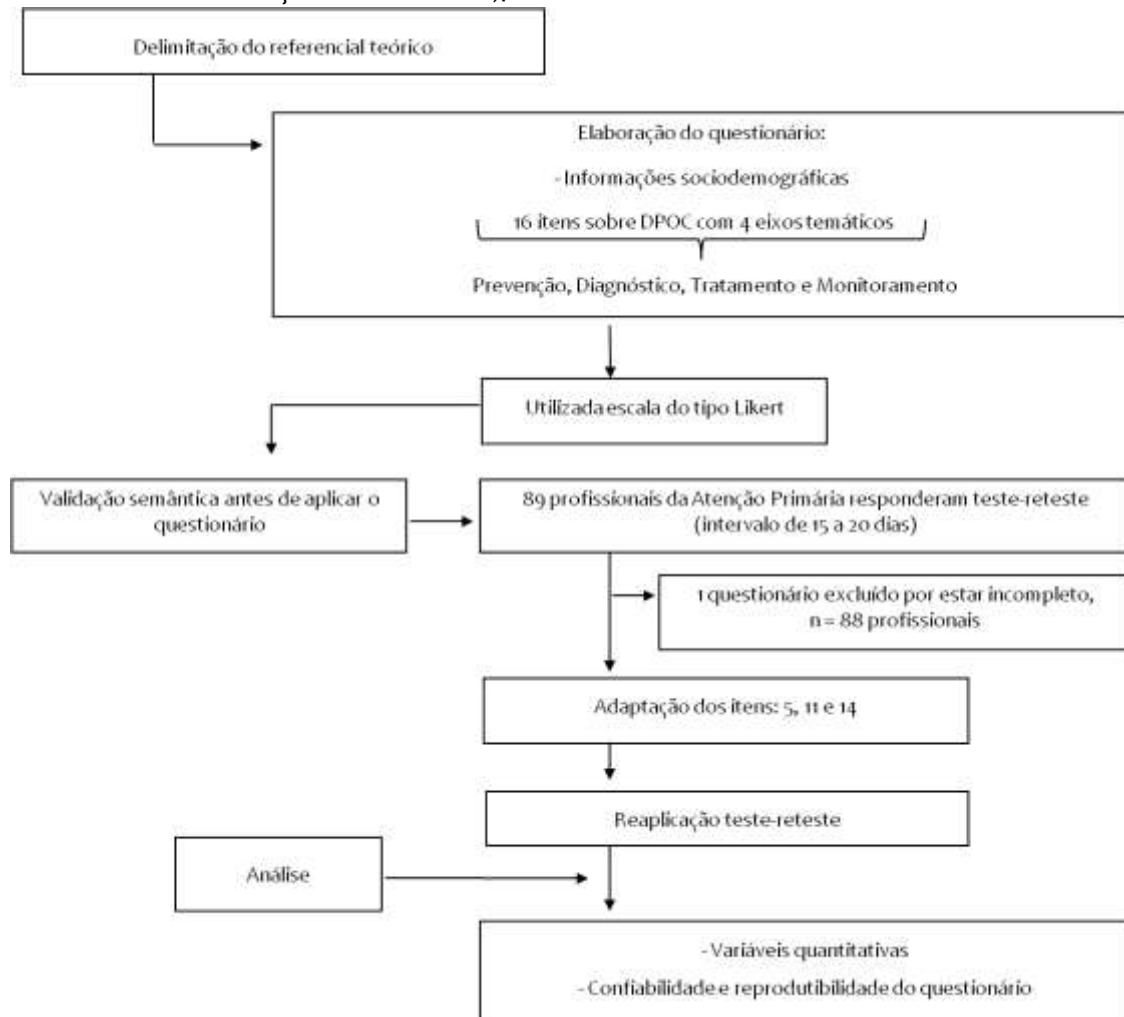 Delimitação do referencial teórico
Elaboração do questionário:
- Informações sociodemográficas
16 itens sobre DPOC com 4 eixos temáticos
Prevenção, Diagnóstico, Tratamento e Monitoramento
Utilizada escala do tipo Likert
Validação semântica antes de aplicar o
questionário
89 profissionais da Atenção Primária responderam teste-reteste
(intervalo de 15 a 20 dias)
1 questionário excluído por estar incompleto,
n = 88 profissionais
Adaptação dos itens: 5, 11 e 14
Reaplicação teste-reteste
Análise
- Variáveis quantitativas
- Confiabilidade e reprodutibilidade do questionário